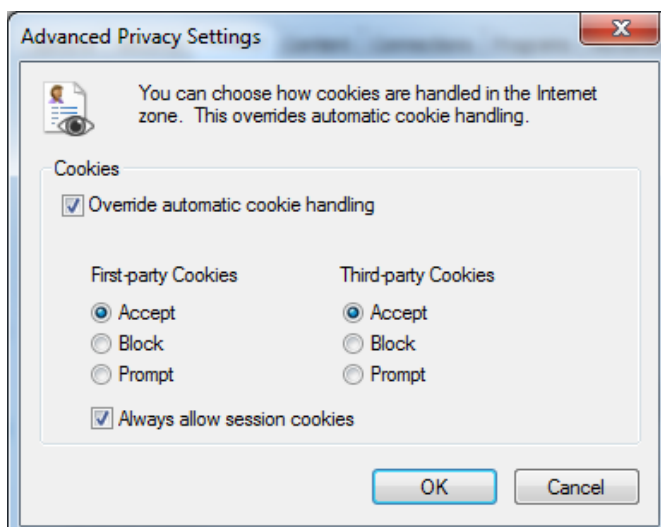 Advanced Privacy Settings
You can choose how cookies are handled in the Internet
zone. This overrides automatic cookie handling.
Cookies
Override automatic cookie handling
First-party Cookies Third-party Cookies
Accept Accept
Block Block
Prompt Prompt
Always allow session cookies
OK Cancel